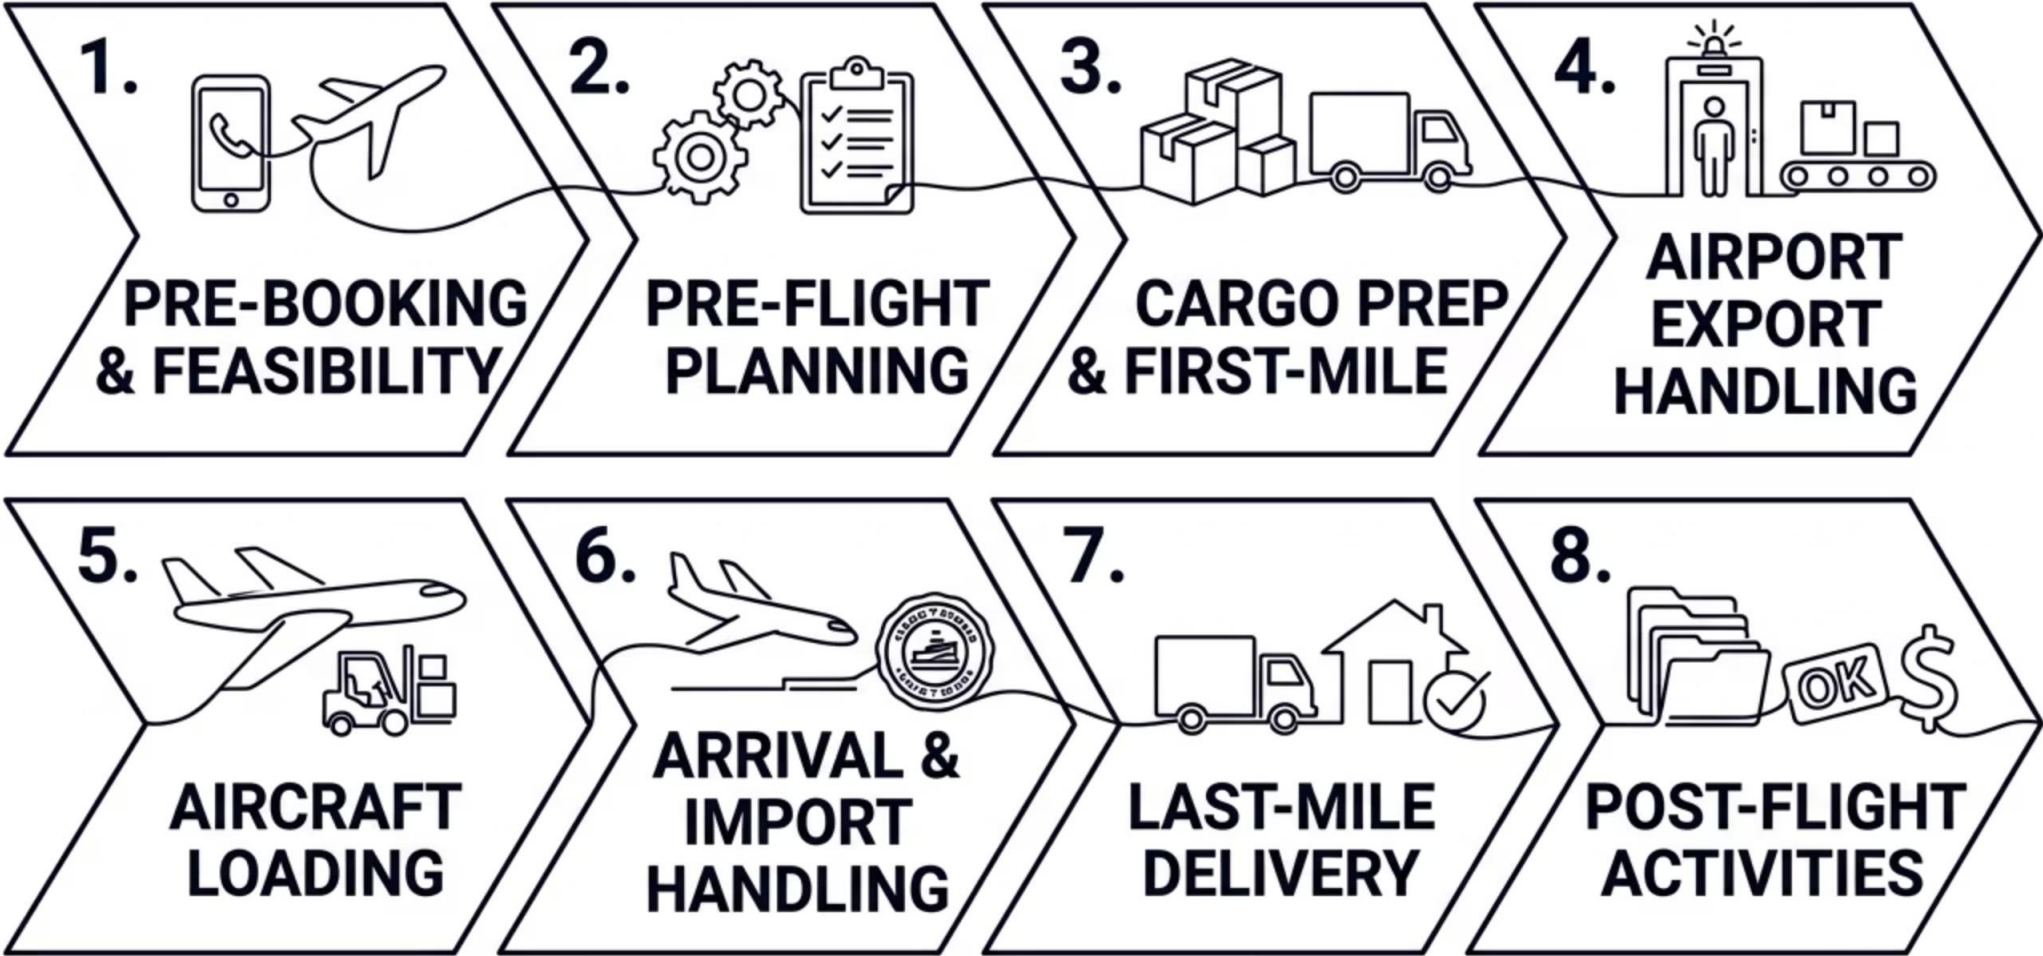 1.
PRE-BOOKING
& FEASIBILITY
2.
PRE-FLIGHT
PLANNING
3.
CARGO PREP
& FIRST-MILE
4.
AIRPORT
EXPORT
HANDLING
5.
AIRCRAFT
LOADING
6.
ARRIVAL &
IMPORT
HANDLING
7.
LAST-MILE
DELIVERY
8.
OK
$
POST-FLIGHT
ACTIVITIES